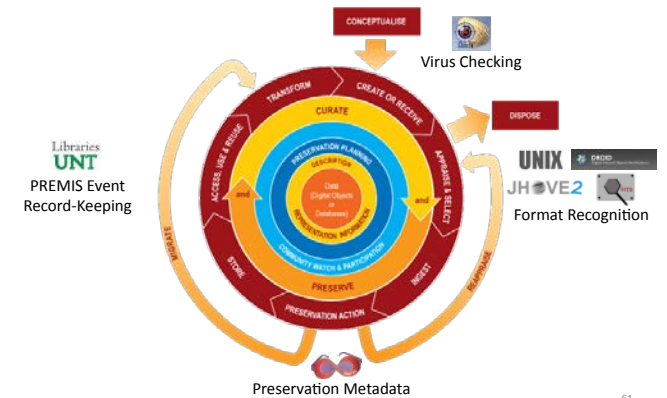 CONCEPTUALISE
Virus Checking
TRANSFORM
CREATE OR RECEIVE
DISPOSE
CURATE
ACCESS, USE & REUSE
APPRAISE & SELECT
PRESERVATION PLANNING
DESCRIPTION
Libraries
UNT
PREMIS Event
Record-Keeping
UNIX
DROID
JHOVE2
Format Recognition
and
Data
(Digital Objects
or
Databases)
and
REPRESENTATION INFORMATION
COMMUNITY WATCH & PARTICIPATION
MIGRATE
REAPPRAISE
STORE
INGEST
PRESERVE
PRESERVATION ACTION
Preservation Metadata
61